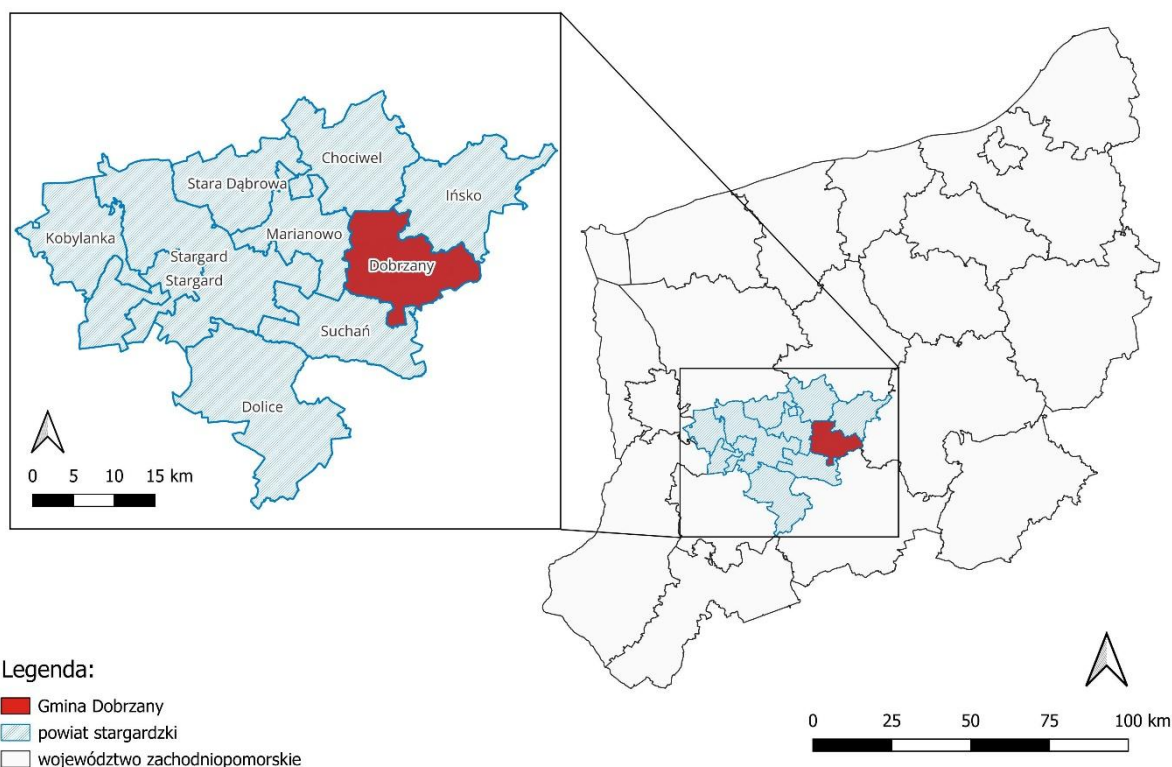 Chociwel
Stara Dąbrowa
Ińsko
Kobylanka
Marianowo
Stargard
Dobrzany
Stargard
Suchań
Dolice
0 5 10 15 km
Legenda:
Gmina Dobrzany
powiat stargardzki
województwo zachodniopomorskie
0 25 50 75 100 km